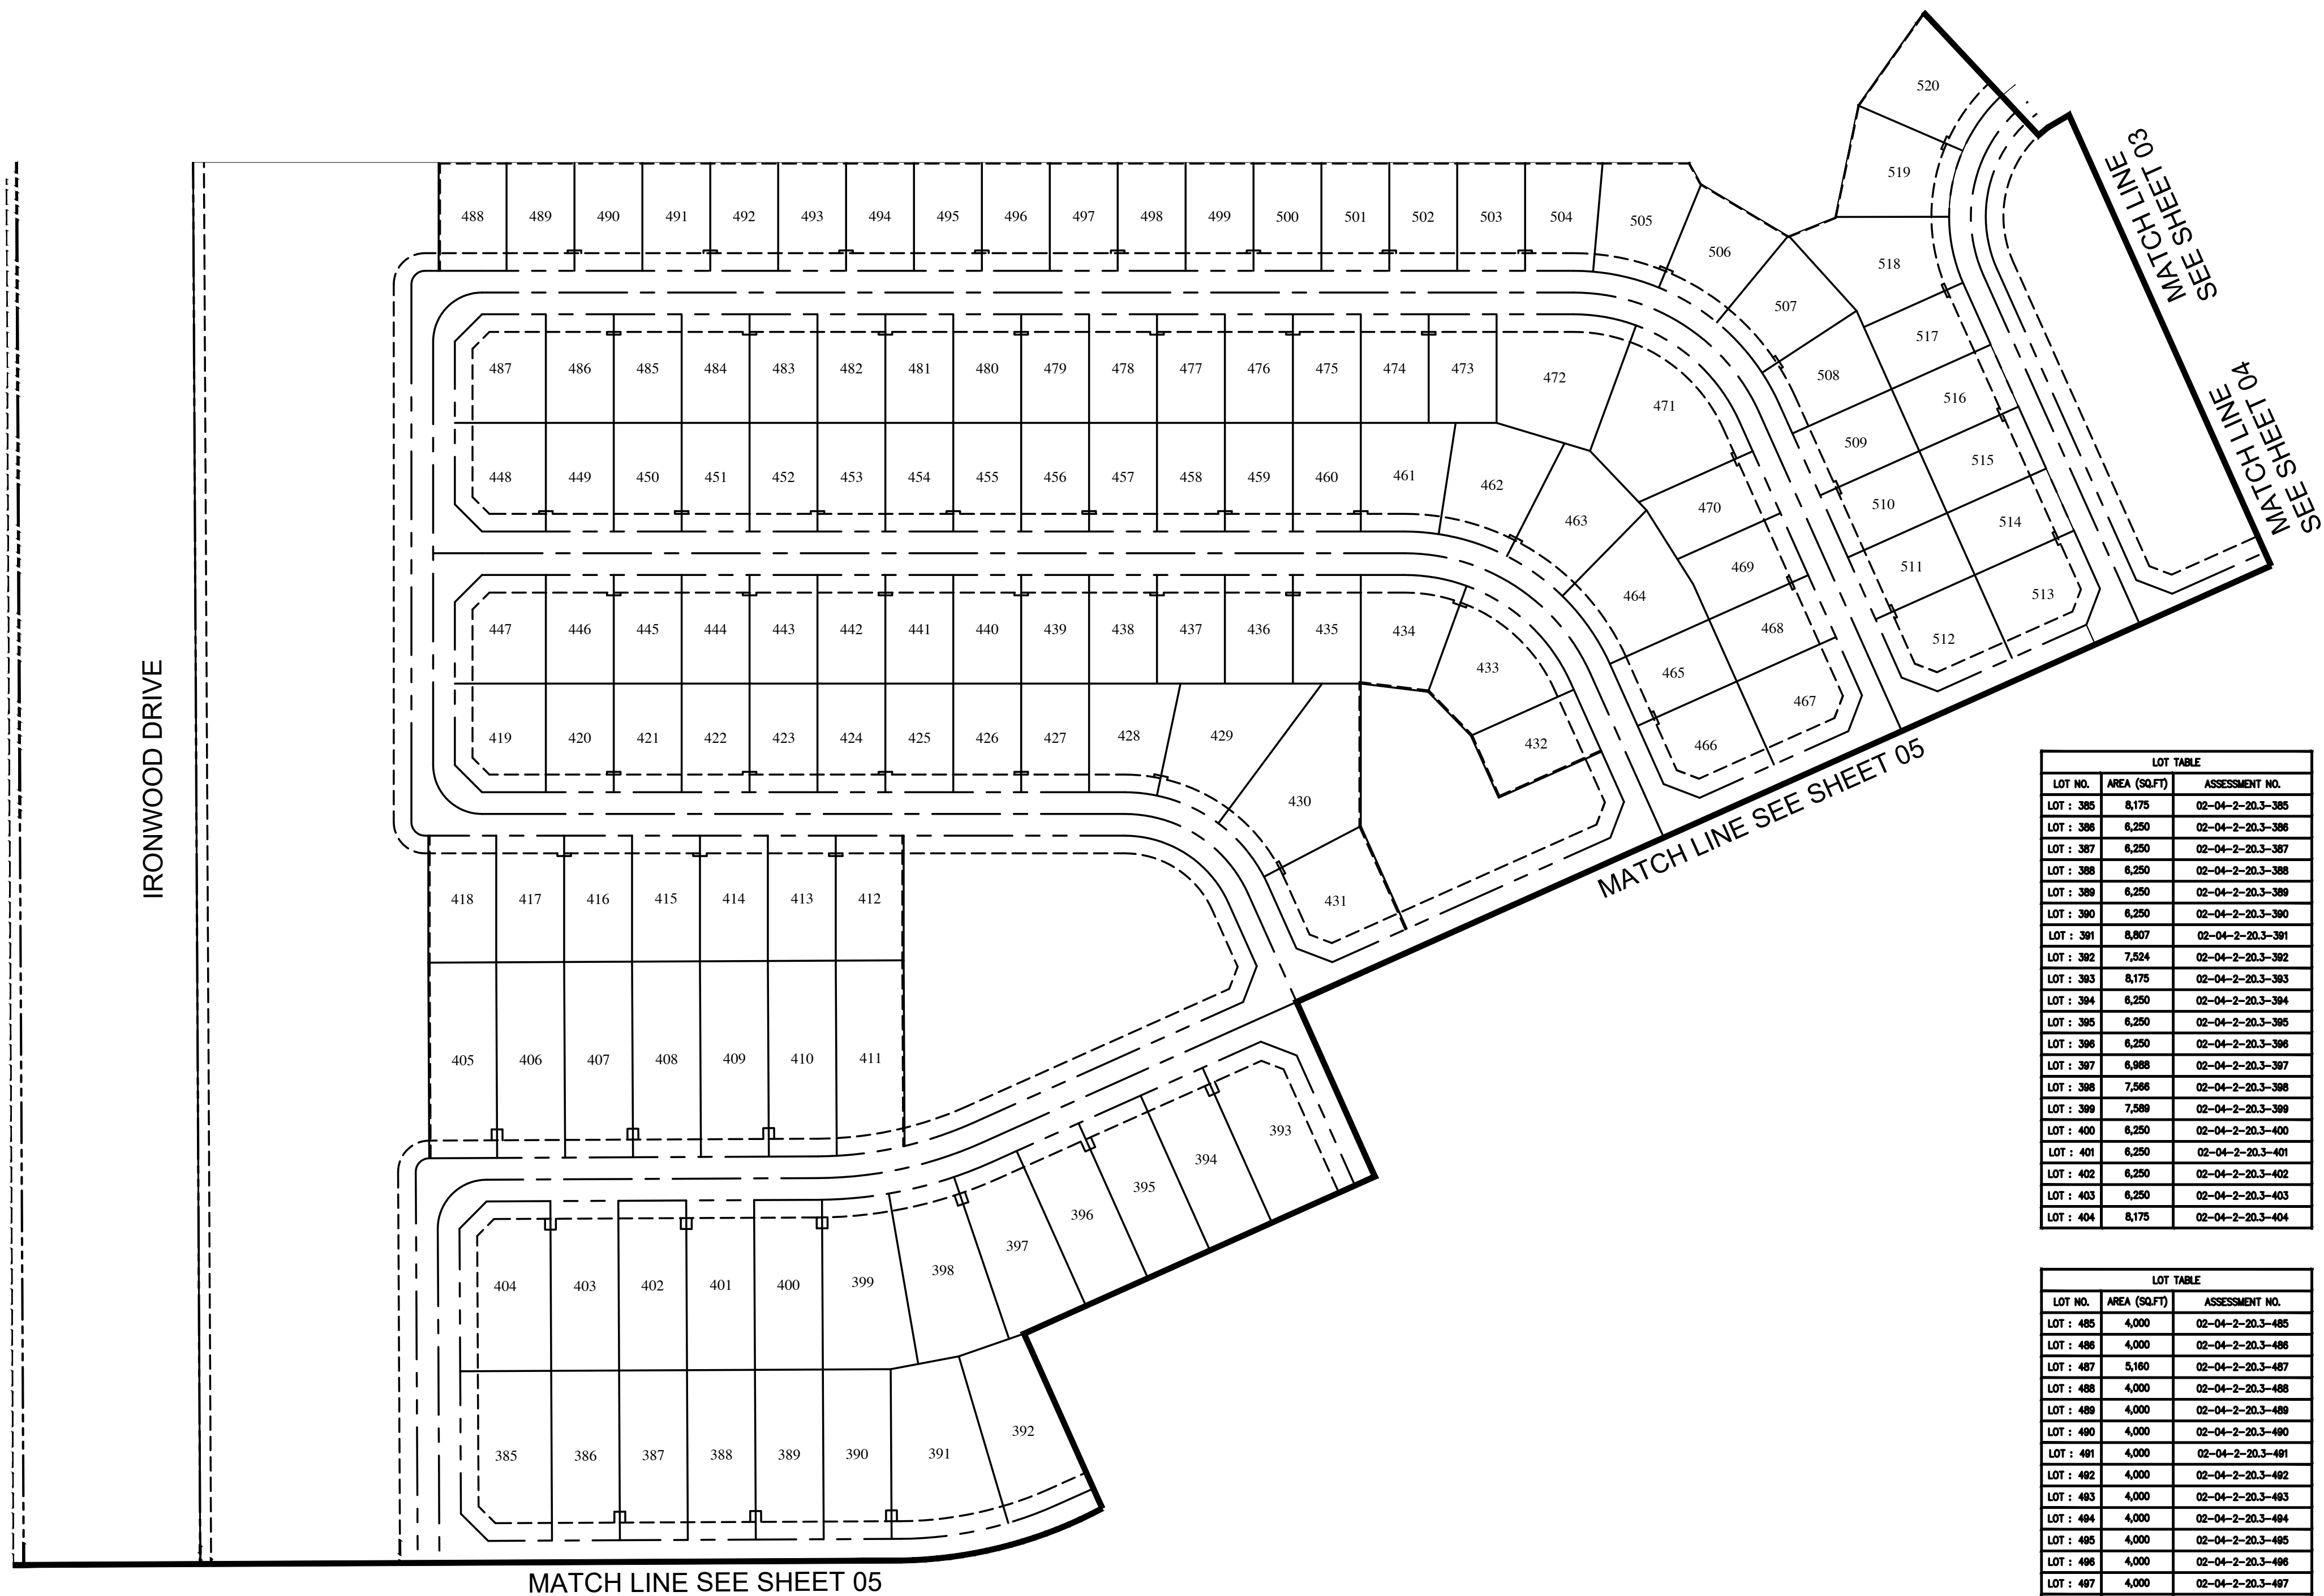 520
MATCH LINE
SEE SHEET 03
519
488 489 490 491 492 493 494 495 496 497 498 499 500 501 502 503 504 505
506
518
507
517
487 486 485 484 483 482 481 480 479 478 477 476 475 474 473 472
508
471
516
MATCH LINE
SEE SHEET 04
509
515
448 449 450 451 452 453 454 455 456 457 458 459 460 461 462
510
470
463
514
469
511
464
513
447 446 445 444 443 442 441 440 439 438 437 436 435 434
468
512
433
465
467
IRONWOOD DRIVE
419 420 421 422 423 424 425 426 427 428 429
432
466
430
MATCH LINE SEE SHEET 05
418 417 416 415 414 413 412
431
405 406 407 408 409 410 411
393
394
395
396
397
398
404 403 402 401 400 399
392
385 386 387 388 389 390 391
MATCH LINE SEE SHEET 05
LOT TABLE
LOT NO. AREA (SQ.FT) ASSESSMENT NO.
LOT : 385 8,175 02-04-2-20.3-385
LOT : 386 6,250 02-04-2-20.3-386
LOT : 387 6,250 02-04-2-20.3-387
LOT : 388 6,250 02-04-2-20.3-388
LOT : 389 6,250 02-04-2-20.3-389
LOT : 390 6,250 02-04-2-20.3-390
LOT : 391 8,807 02-04-2-20.3-391
LOT : 392 7,524 02-04-2-20.3-392
LOT : 393 8,175 02-04-2-20.3-393
LOT : 394 6,250 02-04-2-20.3-394
LOT : 395 6,250 02-04-2-20.3-395
LOT : 396 6,250 02-04-2-20.3-396
LOT : 397 6,988 02-04-2-20.3-397
LOT : 398 7,566 02-04-2-20.3-398
LOT : 399 7,589 02-04-2-20.3-399
LOT : 400 6,250 02-04-2-20.3-400
LOT : 401 6,250 02-04-2-20.3-401
LOT : 402 6,250 02-04-2-20.3-402
LOT : 403 6,250 02-04-2-20.3-403
LOT : 404 8,175 02-04-2-20.3-404
LOT TABLE
LOT NO. AREA (SQ.FT) ASSESSMENT NO.
LOT : 485 4,000 02-04-2-20.3-485
LOT : 486 4,000 02-04-2-20.3-486
LOT : 487 5,160 02-04-2-20.3-487
LOT : 488 4,000 02-04-2-20.3-488
LOT : 489 4,000 02-04-2-20.3-489
LOT : 490 4,000 02-04-2-20.3-490
LOT : 491 4,000 02-04-2-20.3-491
LOT : 492 4,000 02-04-2-20.3-492
LOT : 493 4,000 02-04-2-20.3-493
LOT : 494 4,000 02-04-2-20.3-494
LOT : 495 4,000 02-04-2-20.3-495
LOT : 496 4,000 02-04-2-20.3-496
LOT : 497 4,000 02-04-2-20.3-497